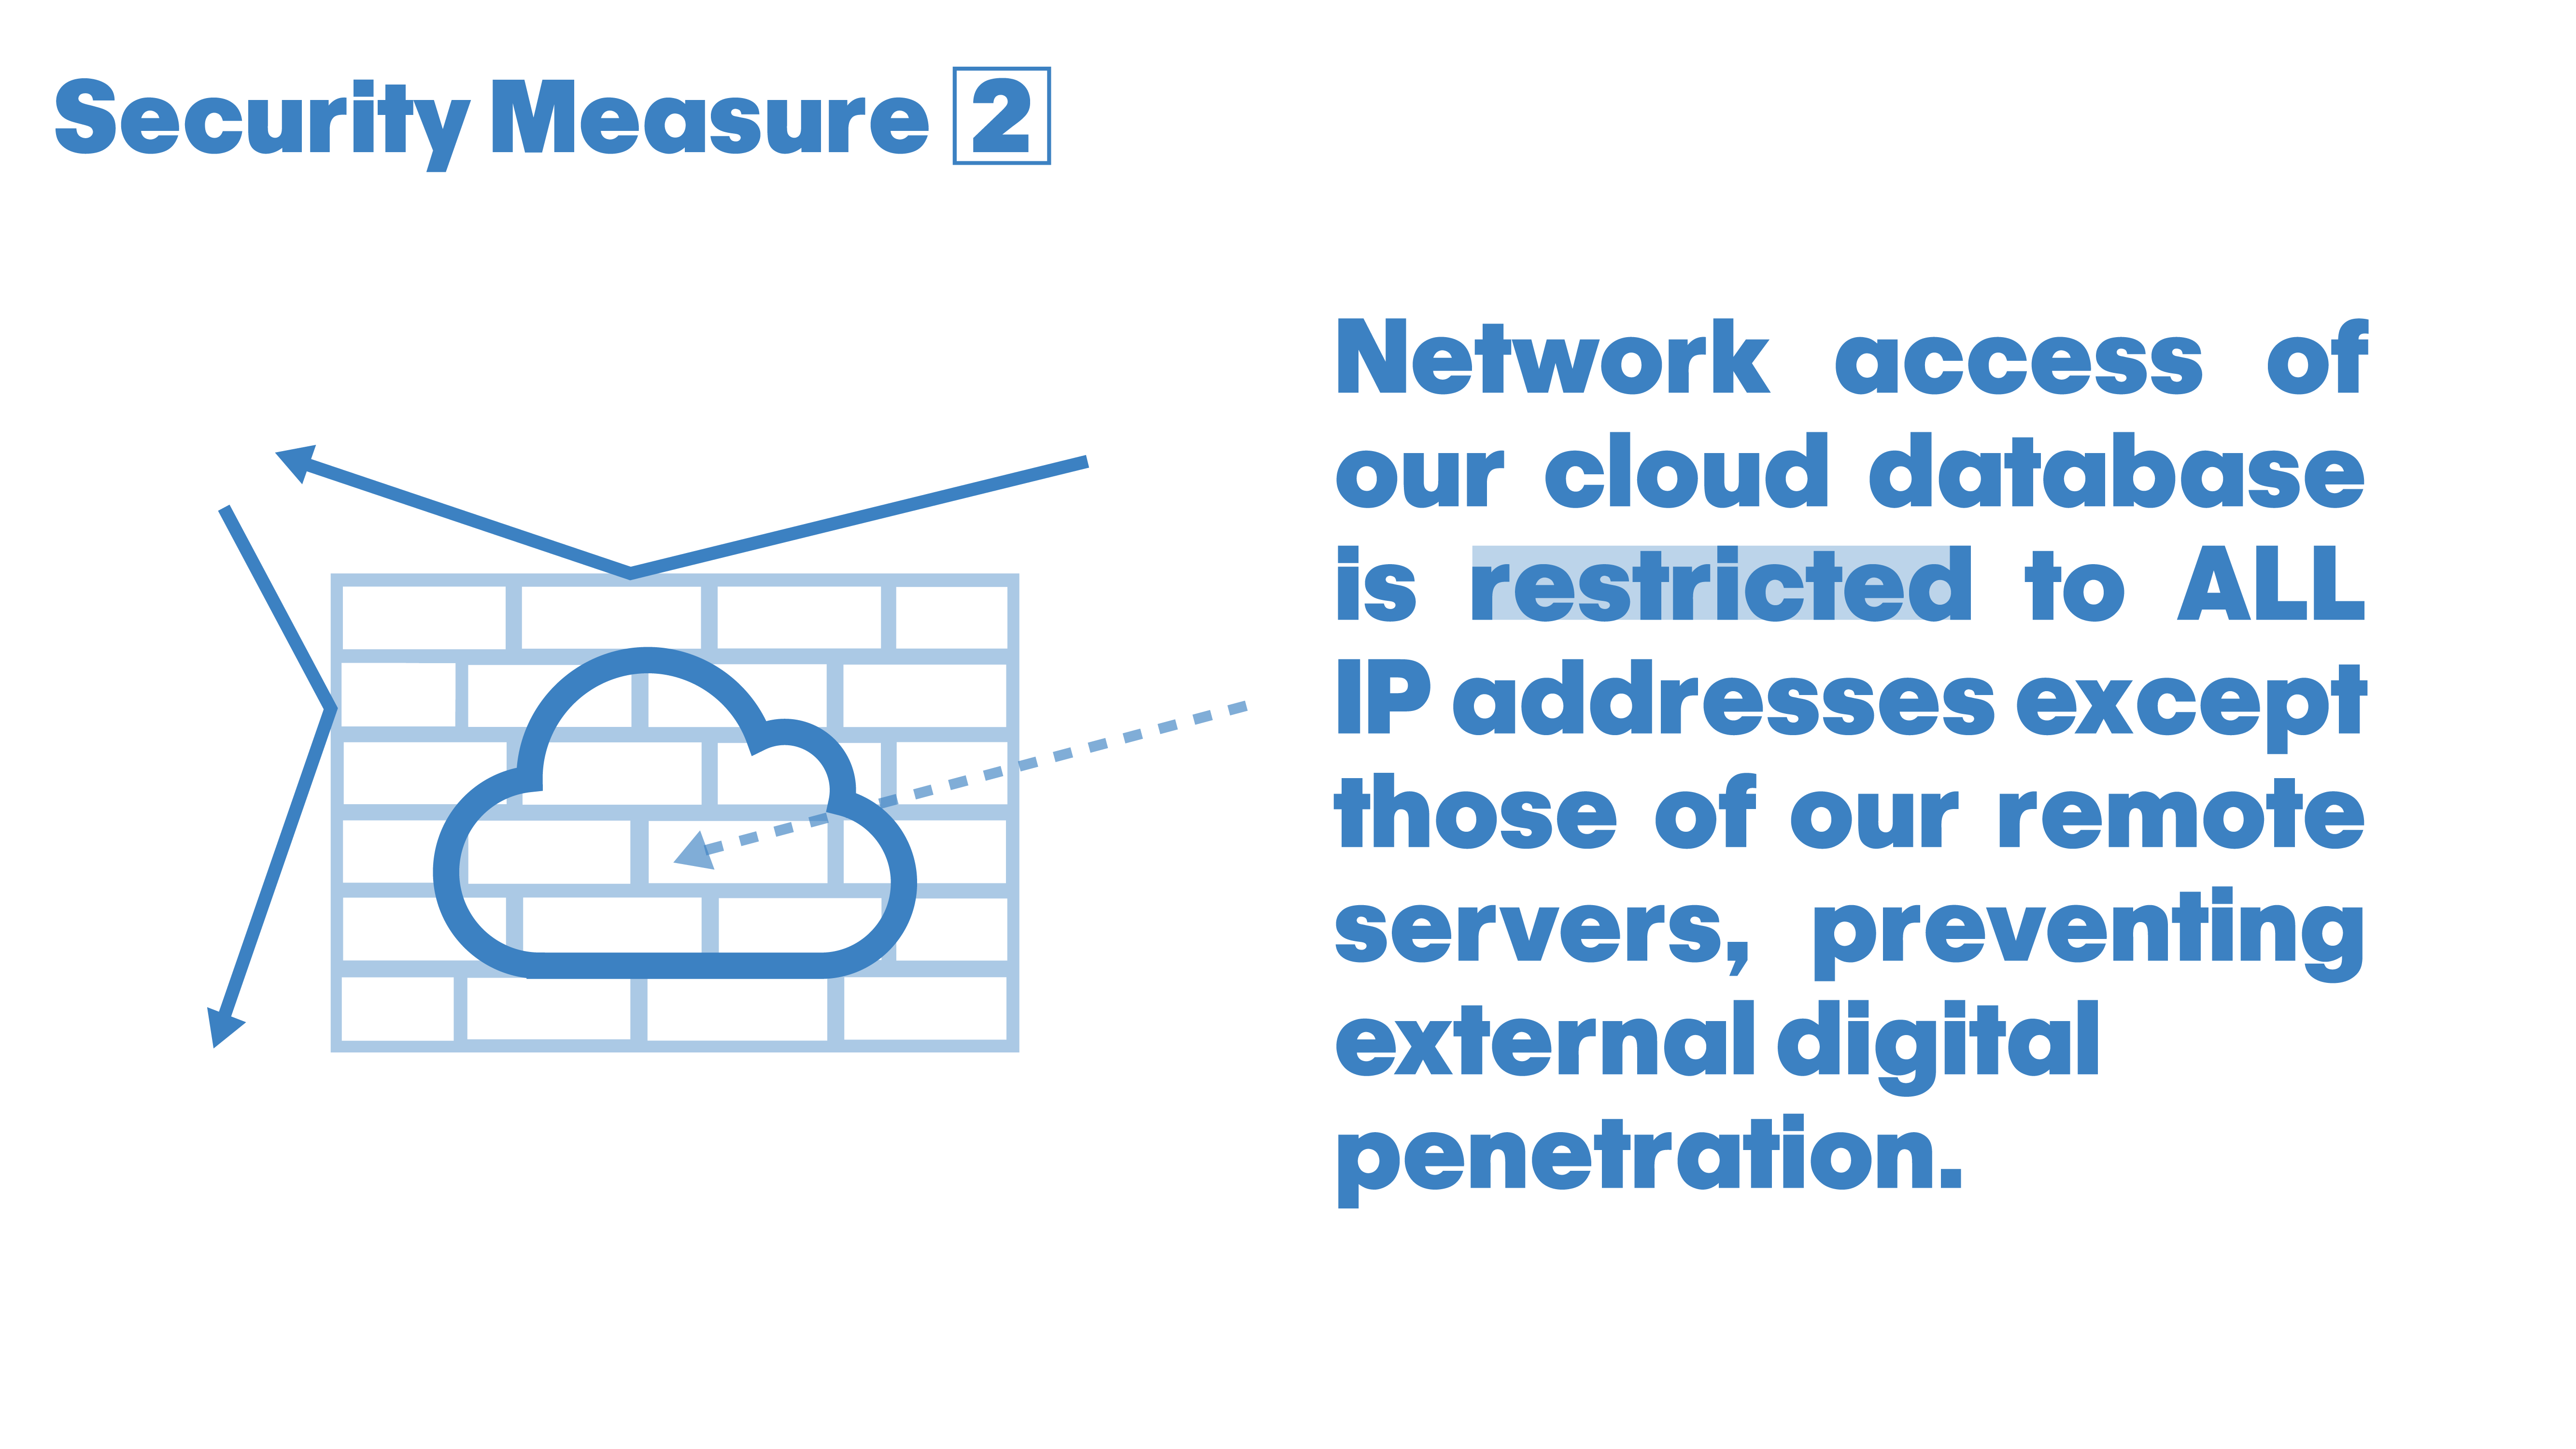 Security Measure 2
Network access of
our cloud database
is restricted to ALL
IP addresses except
those of our remote
servers, preventing
external digital
penetration.